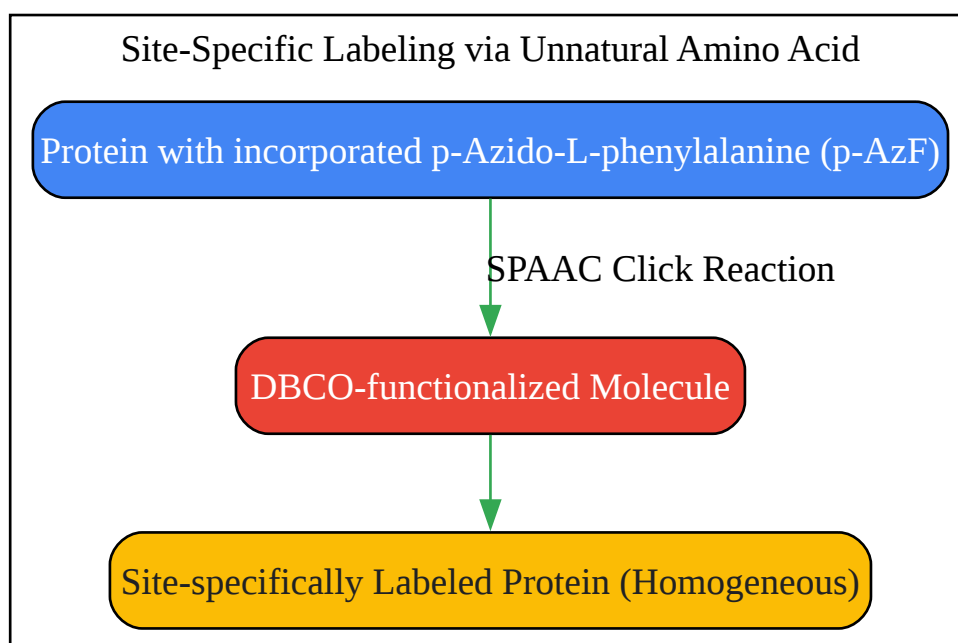 Site-Specific Labeling via Unnatural Amino Acid
Protein with incorporated p-Azido-L-phenylalanine (p-AzF)
SPAAC Click Reaction
DBCO-functionalized Molecule
Site-specifically Labeled Protein (Homogeneous)